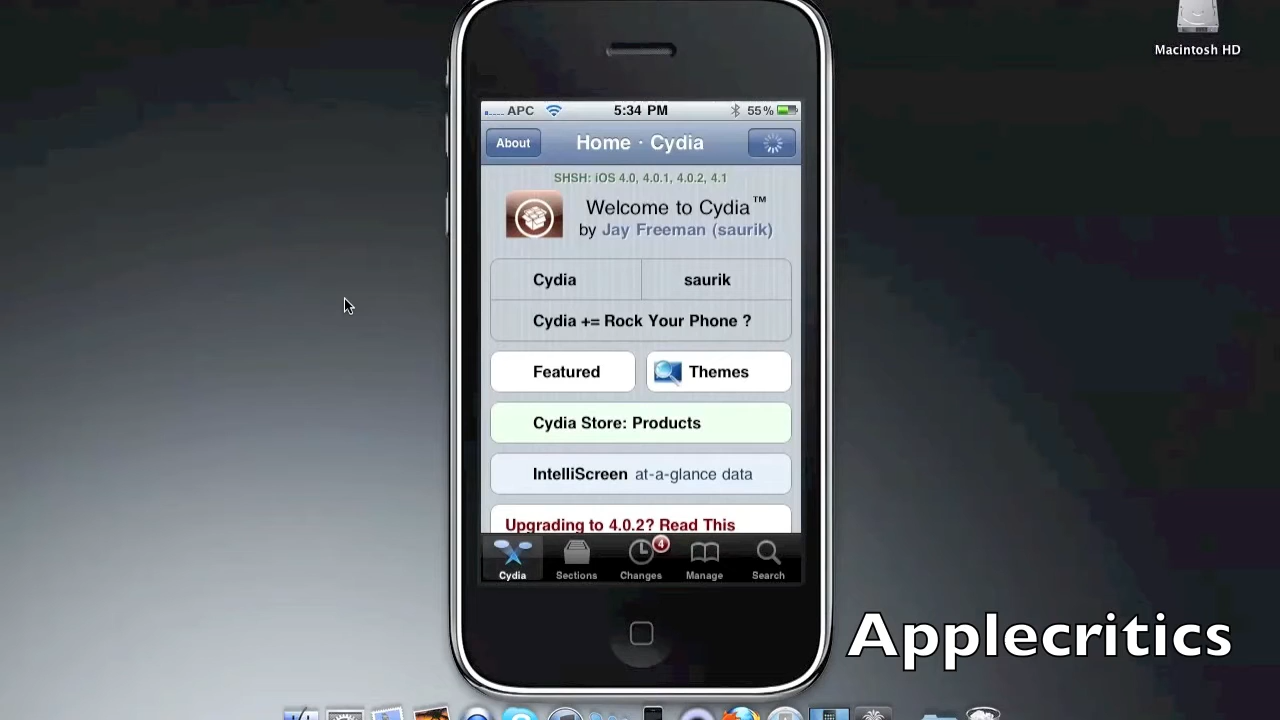 Macintosh HD
APC 5:34 PM 55%
About Home · Cydia
SHSH: iOS 4.0, 4.0.1, 4.0.2, 4.1
Welcome to Cydia™
by Jay Freeman (saurik)
Cydia saurik
Cydia += Rock Your Phone ?
Featured Themes
Cydia Store: Products
IntelliScreen at-a-glance data
Upgrading to 4.0.2? Read This
4
Cydia Sections Changes Manage Search
Applecritics